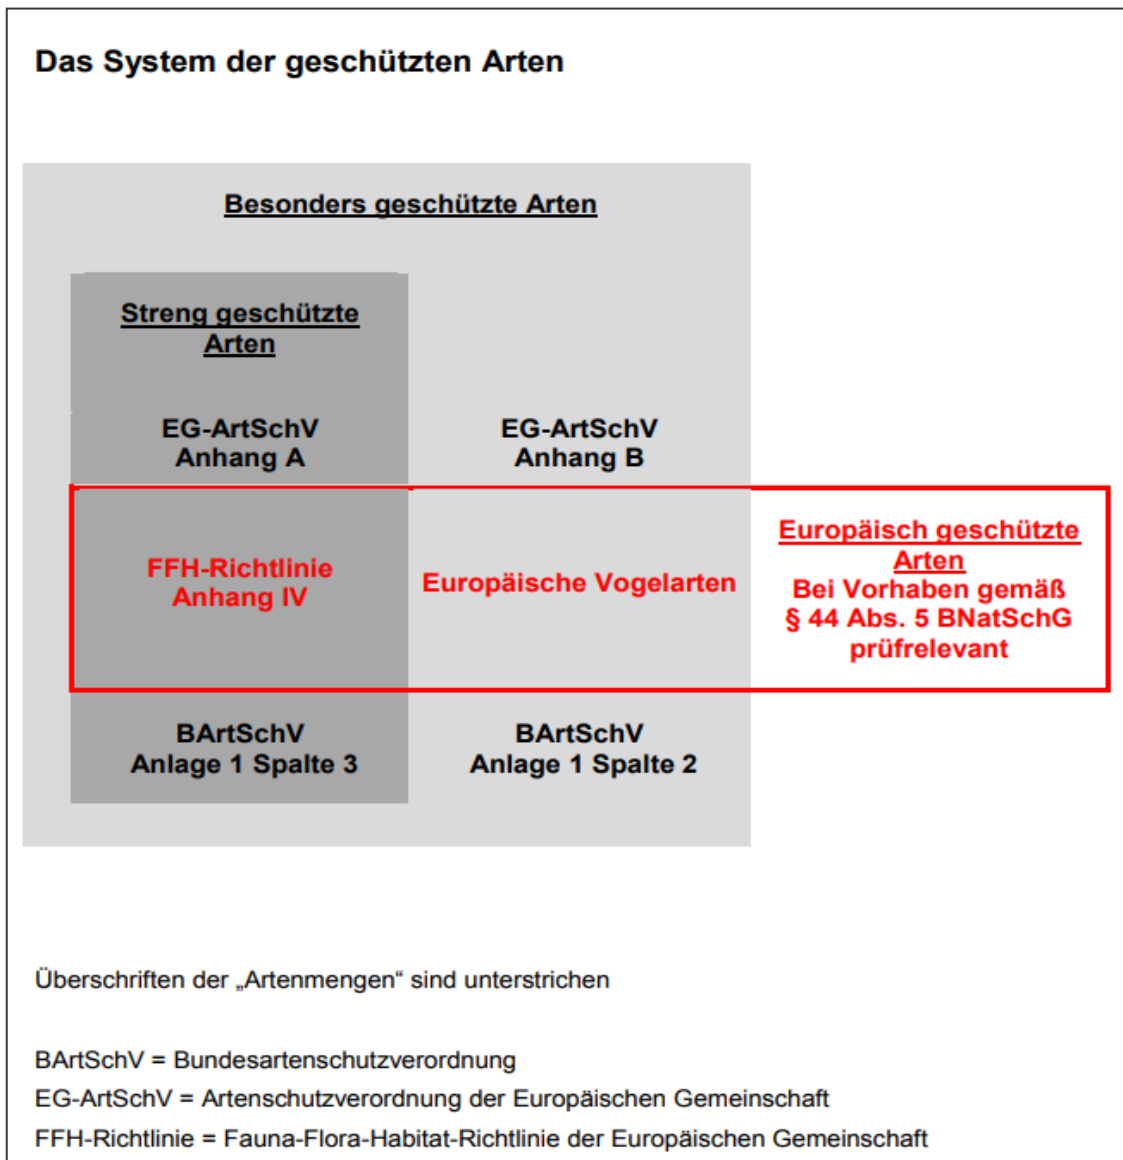 Das System der geschützten Arten
Besonders geschützte Arten
Streng geschützte
Arten
EG-ArtSchV
Anhang A
EG-ArtSchV
Anhang B
FFH-Richtlinie
Anhang IV
Europäische Vogelarten
Europäisch geschützte
Arten
Bei Vorhaben gemäß
§ 44 Abs. 5 BNatSchG
prüfrelevant
BArtSchV
Anlage 1 Spalte 3
BArtSchV
Anlage 1 Spalte 2
Überschriften der „Artenmengen“ sind unterstrichen
BArtSchV = Bundesartenschutzverordnung
EG-ArtSchV = Artenschutzverordnung der Europäischen Gemeinschaft
FFH-Richtlinie = Fauna-Flora-Habitat-Richtlinie der Europäischen Gemeinschaft